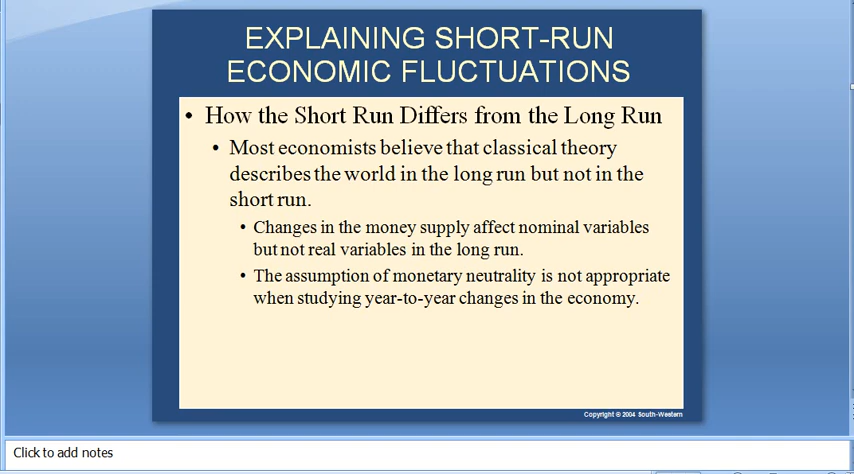 EXPLAINING SHORT-RUN
ECONOMIC FLUCTUATIONS
• How the Short Run Differs from the Long Run
• Most economists believe that classical theory
describes the world in the long run but not in the
short run.
• Changes in the money supply affect nominal variables
but not real variables in the long run.
• The assumption of monetary neutrality is not appropriate
when studying year-to-year changes in the economy.
Copyright © 2004 South-Western
Click to add notes